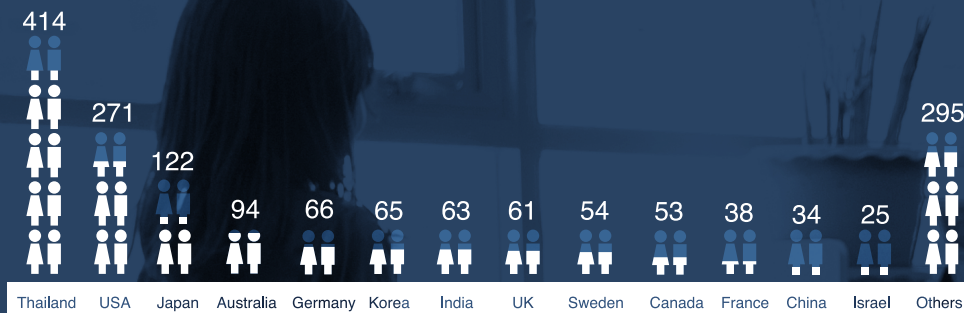 414
271
295
122
94 66 65 63 61 54 53 38 34 25
Thailand USA Japan Australia Germany Korea India UK Sweden Canada France China Israel Others